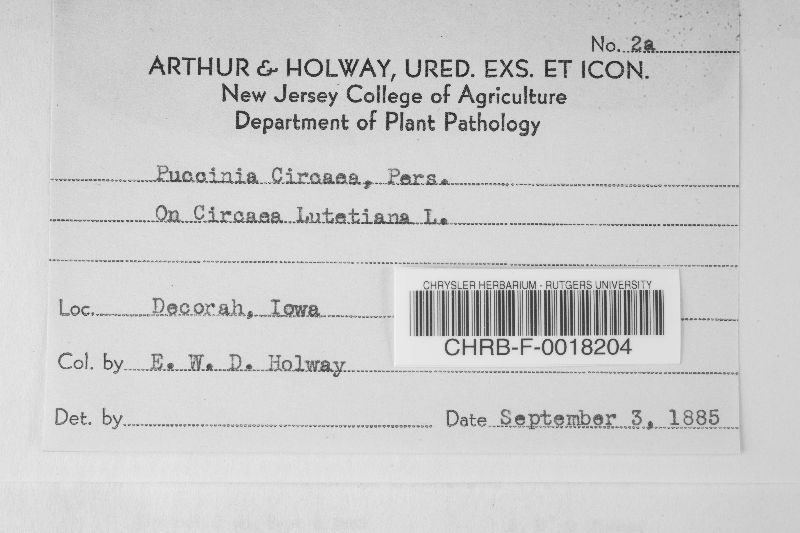 No. 2a
ARTHUR & HOLWAY, URED. EXS. ET ICON.
New Jersey College of Agriculture
Department of Plant Pathology
Puccinia Circaea, Pers.
On Circaea Lutetiana L.
Loc. Decorah, Iowa
CHRYSLER HERBARIUM - RUTGERS UNIVERSITY
CHRB-F-0018204
Col. by E. W. D. Holway
Det. by
Date September 3, 1885